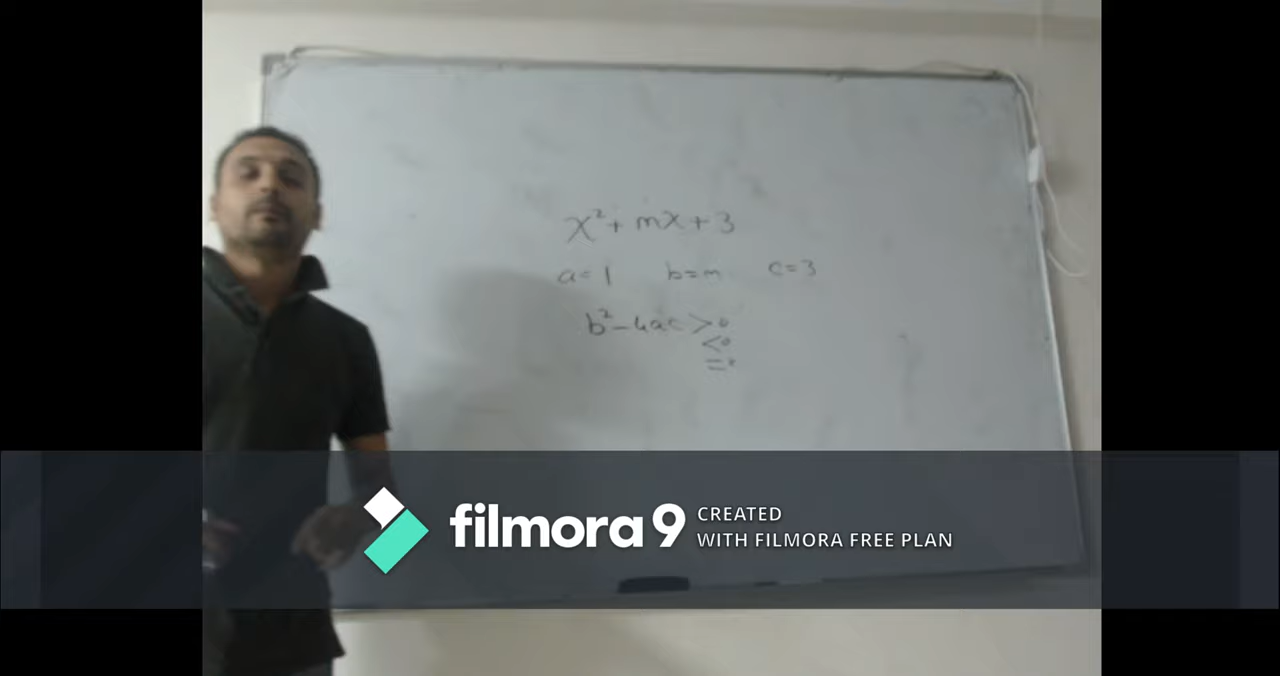 x² + mx + 3
a = 1 b = m c = 3
b² - 4ac > 0
< 0
= 0
filmora 9 CREATED
WITH FILMORA FREE PLAN